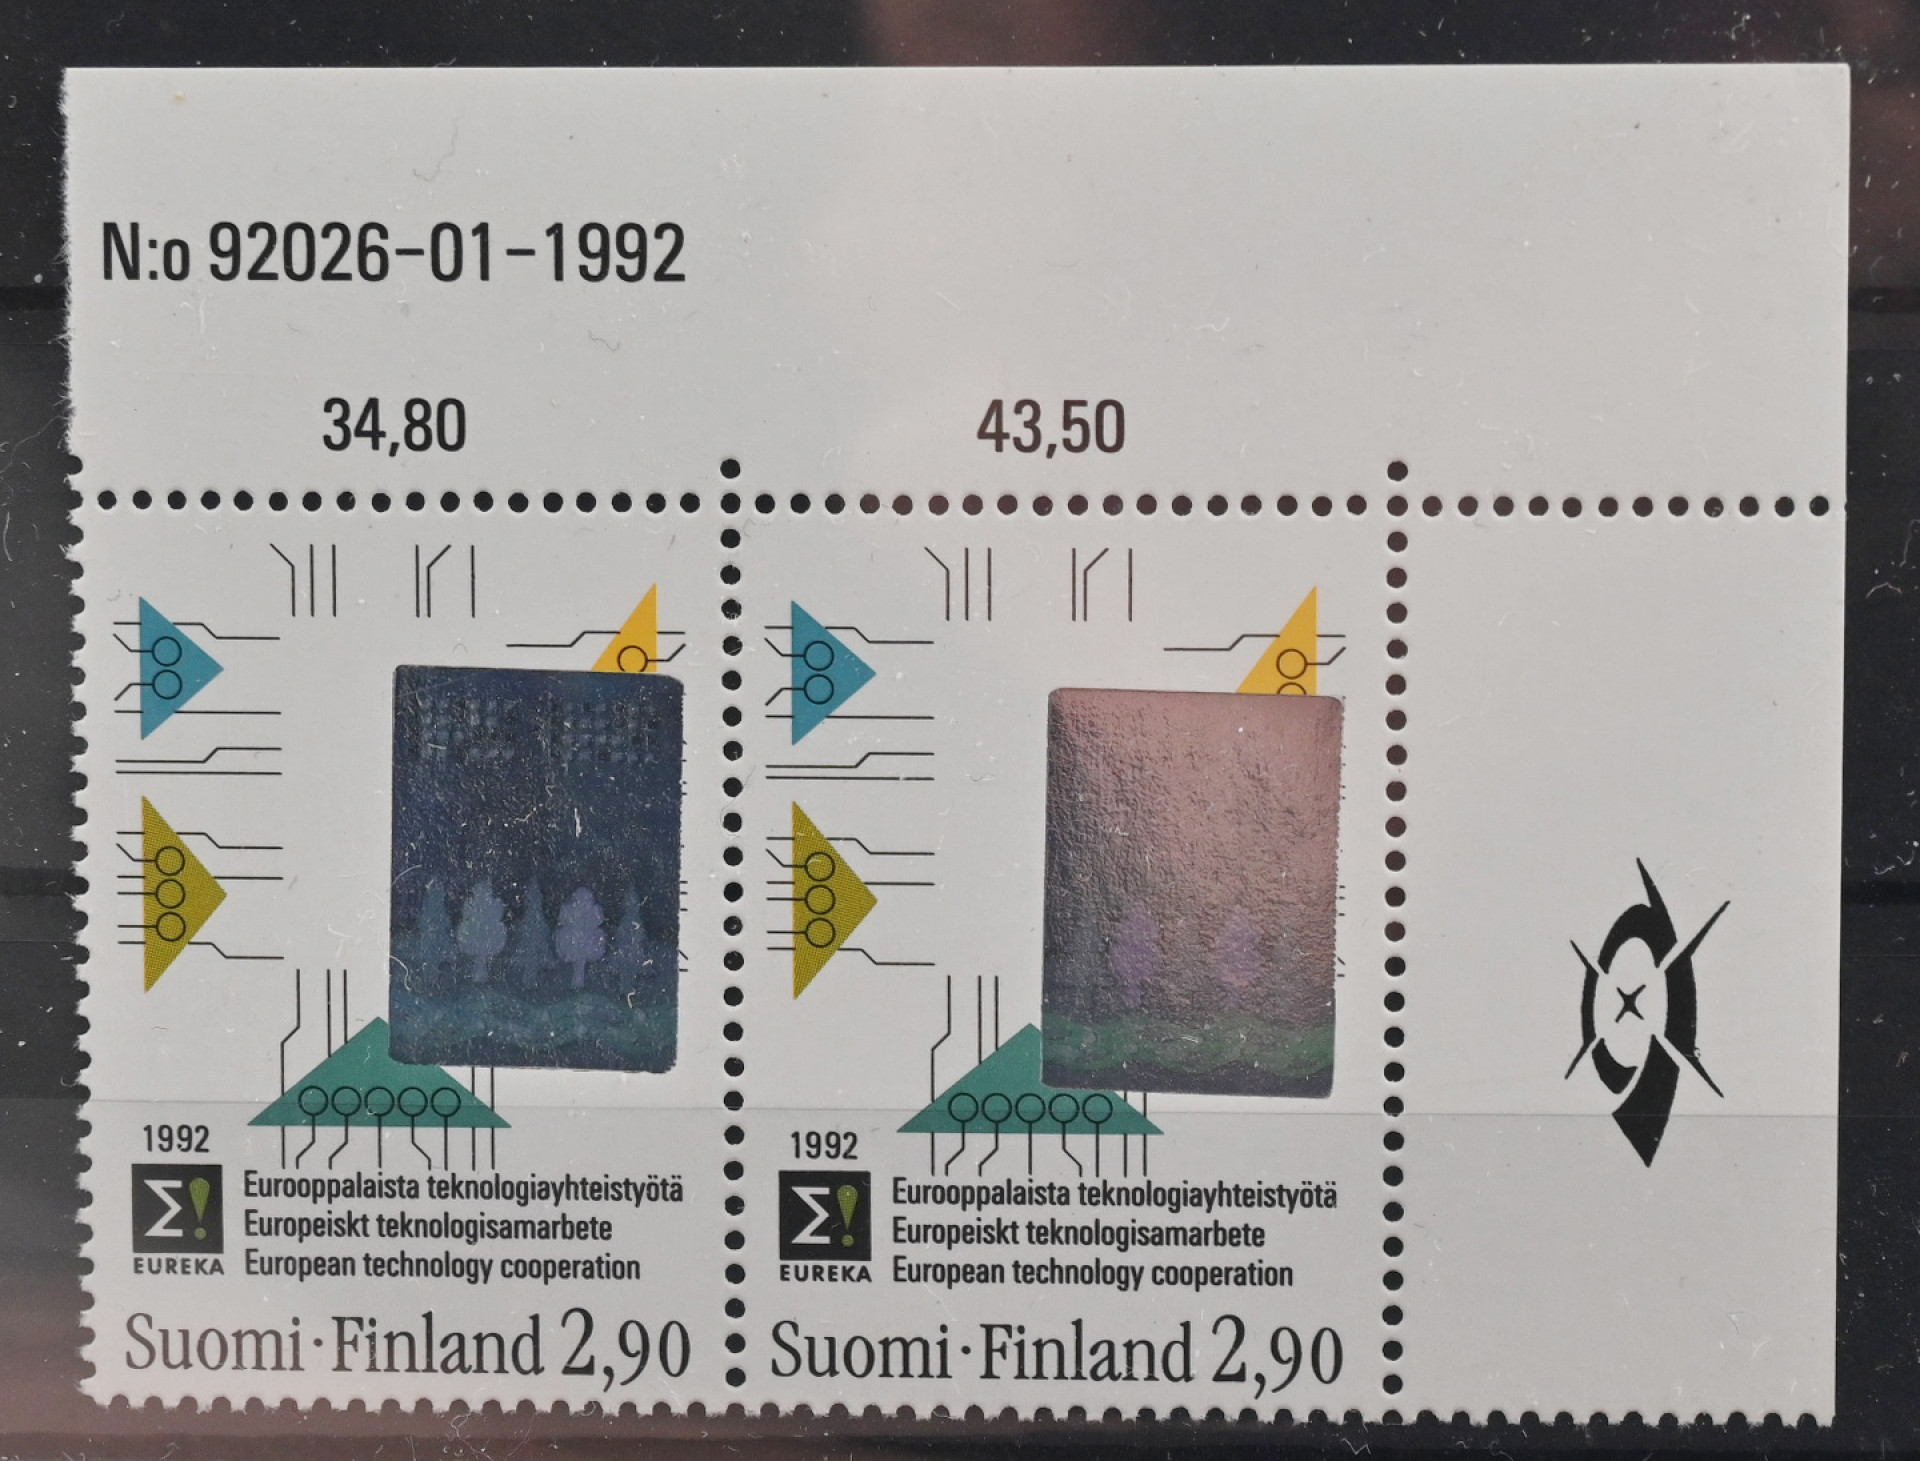 N:o 92026-01-1992
34,80 43,50
1992
Σ!
EUREKA
Eurooppalaista teknologiayhteistyötä
Europeiskt teknologisamarbete
European technology cooperation
Suomi·Finland 2,90
1992
Σ!
EUREKA
Eurooppalaista teknologiayhteistyötä
Europeiskt teknologisamarbete
European technology cooperation
Suomi·Finland 2,90